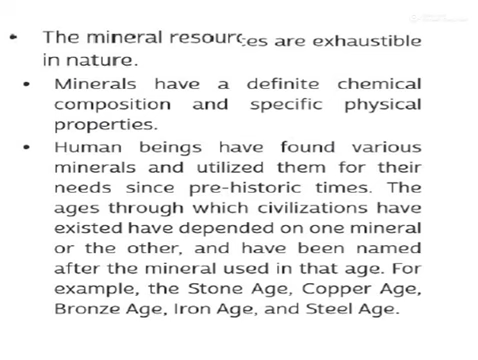 • The mineral resources are exhaustible
in nature.
• Minerals have a definite chemical
composition and specific physical
properties.
• Human beings have found various
minerals and utilized them for their
needs since pre-historic times. The
ages through which civilizations have
existed have depended on one mineral
or the other, and have been named
after the mineral used in that age. For
example, the Stone Age, Copper Age,
Bronze Age, Iron Age, and Steel Age.